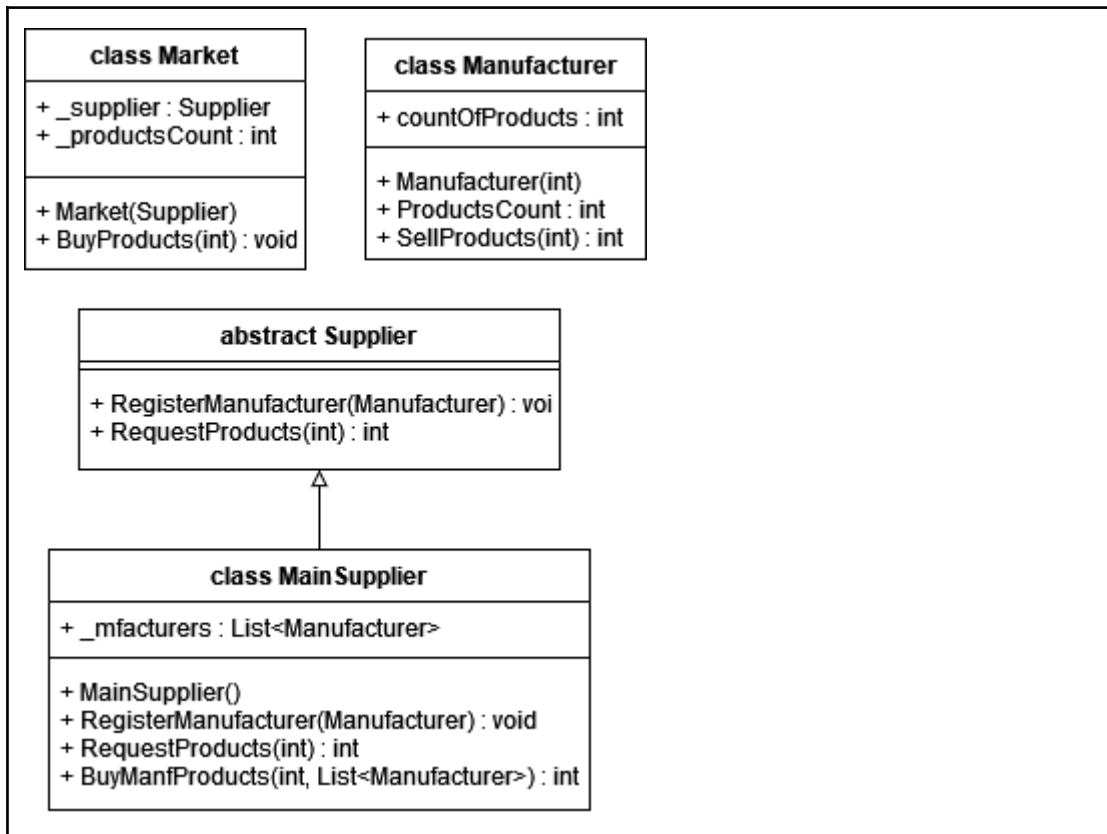 class Market
+ _supplier : Supplier
+ _productsCount : int
+ Market(Supplier)
+ BuyProducts(int) : void
class Manufacturer
+ countOfProducts : int
+ Manufacturer(int)
+ ProductsCount : int
+ SellProducts(int) : int
abstract Supplier
+ RegisterManufacturer(Manufacturer) : voi
+ RequestProducts(int) : int
class MainSupplier
+ _mfacturers : List<Manufacturer>
+ MainSupplier()
+ RegisterManufacturer(Manufacturer) : void
+ RequestProducts(int) : int
+ BuyManfProducts(int, List<Manufacturer>) : int